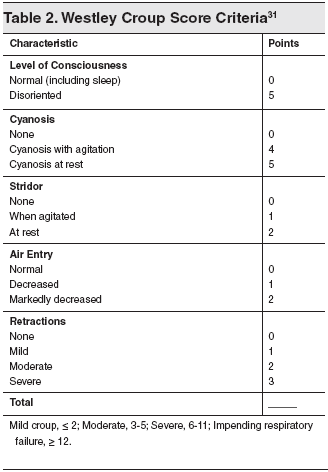 Table 2. Westley Croup Score Criteria31
Characteristic Points
Level of Consciousness
Normal (including sleep) 0
Disoriented 5
Cyanosis
None 0
Cyanosis with agitation 4
Cyanosis at rest 5
Stridor
None 0
When agitated 1
At rest 2
Air Entry
Normal 0
Decreased 1
Markedly decreased 2
Retractions
None 0
Mild 1
Moderate 2
Severe 3
Total _____
Mild croup, ≤ 2; Moderate, 3-5; Severe, 6-11; Impending respiratory
failure, ≥ 12.